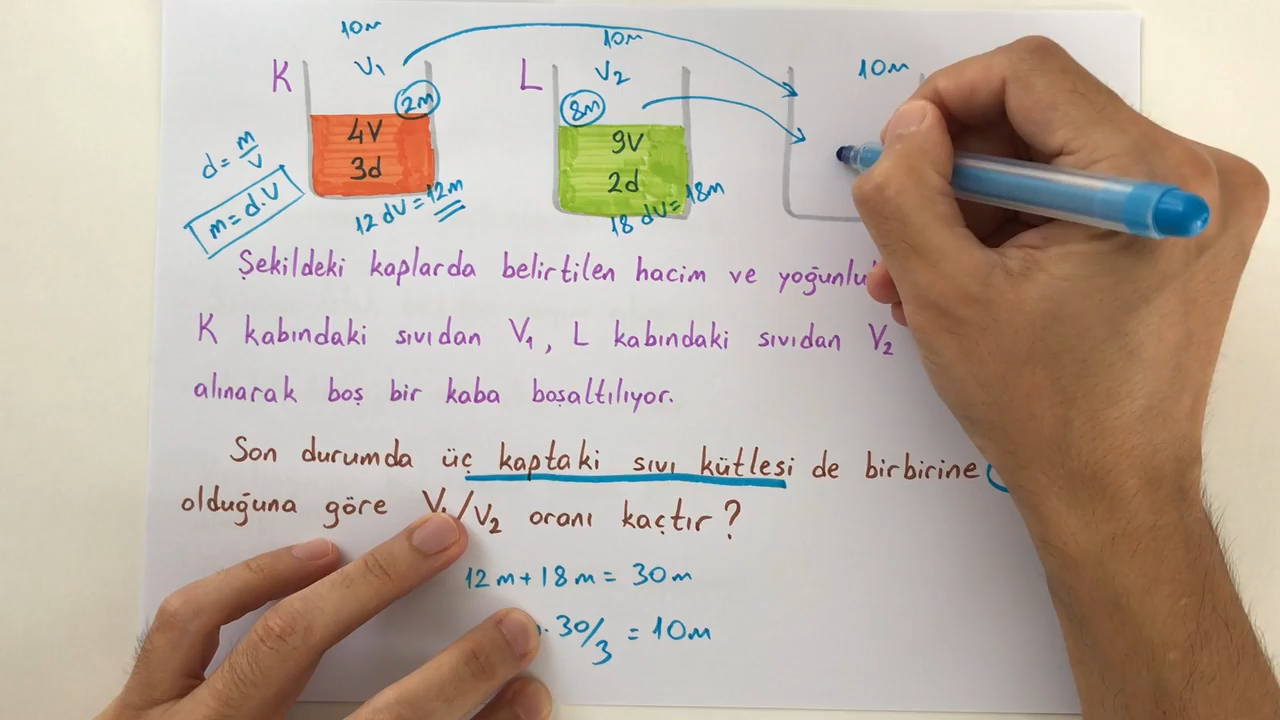 10m 10m 10m
K V₁ L V₂
2m 8m
4V 9V
d = m/V 3d 2d
m = d.V 12 dV = 12m 18 dV = 18m
Şekildeki kaplarda belirtilen hacim ve
K kabındaki sıvıdan V₁, L kabındaki sıvıdan V₂
alınarak boş bir kaba boşaltılıyor.
Son durumda üç kaptaki sıvı kütlesi de birbirine
olduğuna göre V₁/V₂ oranı kaçtır?
12m + 18m = 30m
30/3 = 10m